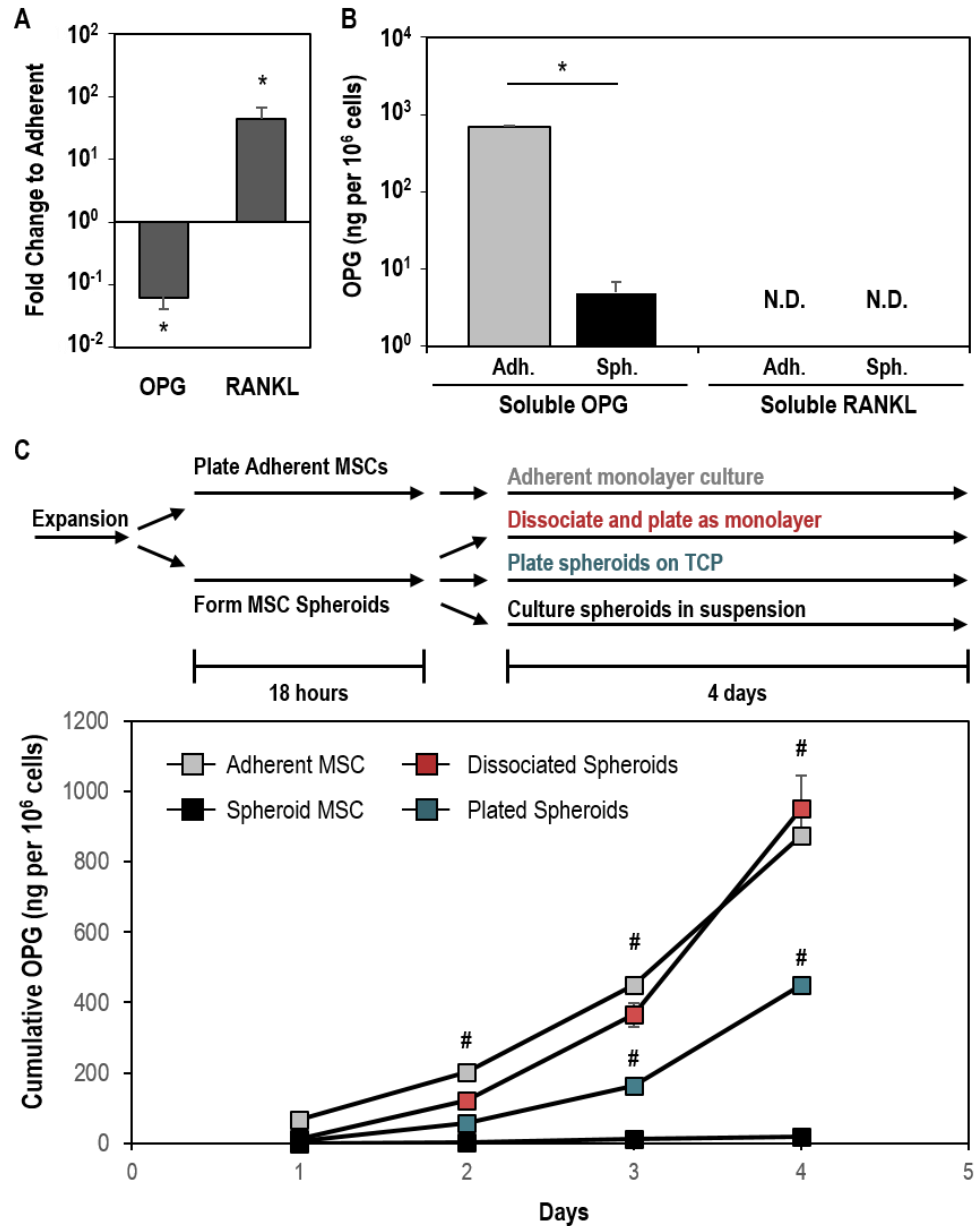 A
Fold Change to Adherent
10²
10²
10¹
10⁰
10⁻¹
10⁻²
*
*
OPG RANKL
B
OPG (ng per 10⁶ cells)
10⁴
10³
10²
10¹
10⁰
*
N.D. N.D.
Adh. Sph. Adh. Sph.
Soluble OPG Soluble RANKL
C
Plate Adherent MSCs
Adherent monolayer culture
Expansion
Dissociate and plate as monolayer
Plate spheroids on TCP
Form MSC Spheroids
Culture spheroids in suspension
18 hours 4 days
Cumulative OPG (ng per 10⁶ cells)
1200
1000
800
600
400
200
0
Adherent MSC Dissociated Spheroids
Spheroid MSC Plated Spheroids
#
#
#
#
#
0 1 2 3 4 5
Days